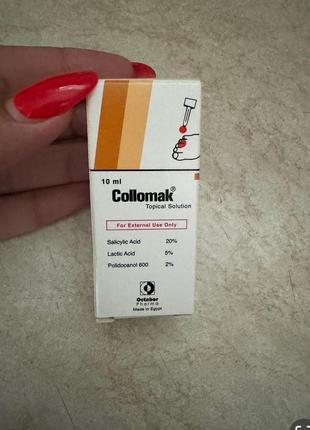 10 ml
Collomak®
Topical Solution
For External Use Only
Salicylic Acid 20%
Lactic Acid 5%
Polidocanol 600 2%
October
Pharma
Made in Egypt